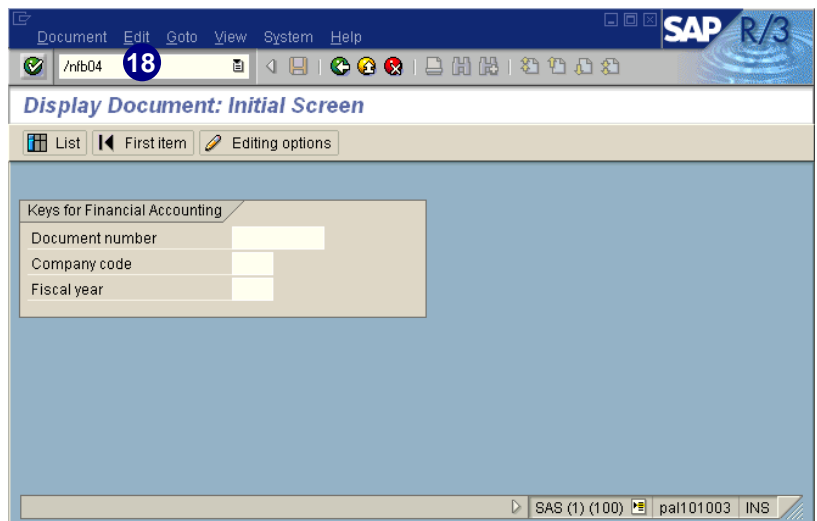 Document Edit Goto View System Help
SAP R/3
/nfb04 18
Display Document: Initial Screen
List First item Editing options
Keys for Financial Accounting
Document number
Company code
Fiscal year
SAS (1) (100) pal101003 INS